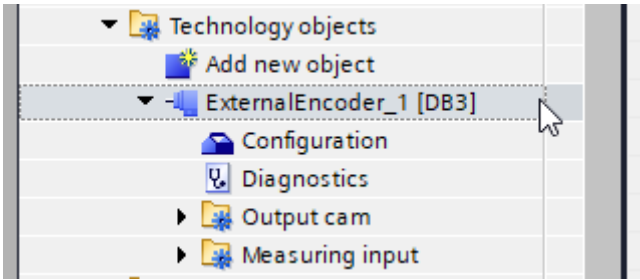 Technology objects
Add new object
ExternalEncoder_1 [DB3]
Configuration
Diagnostics
Output cam
Measuring input